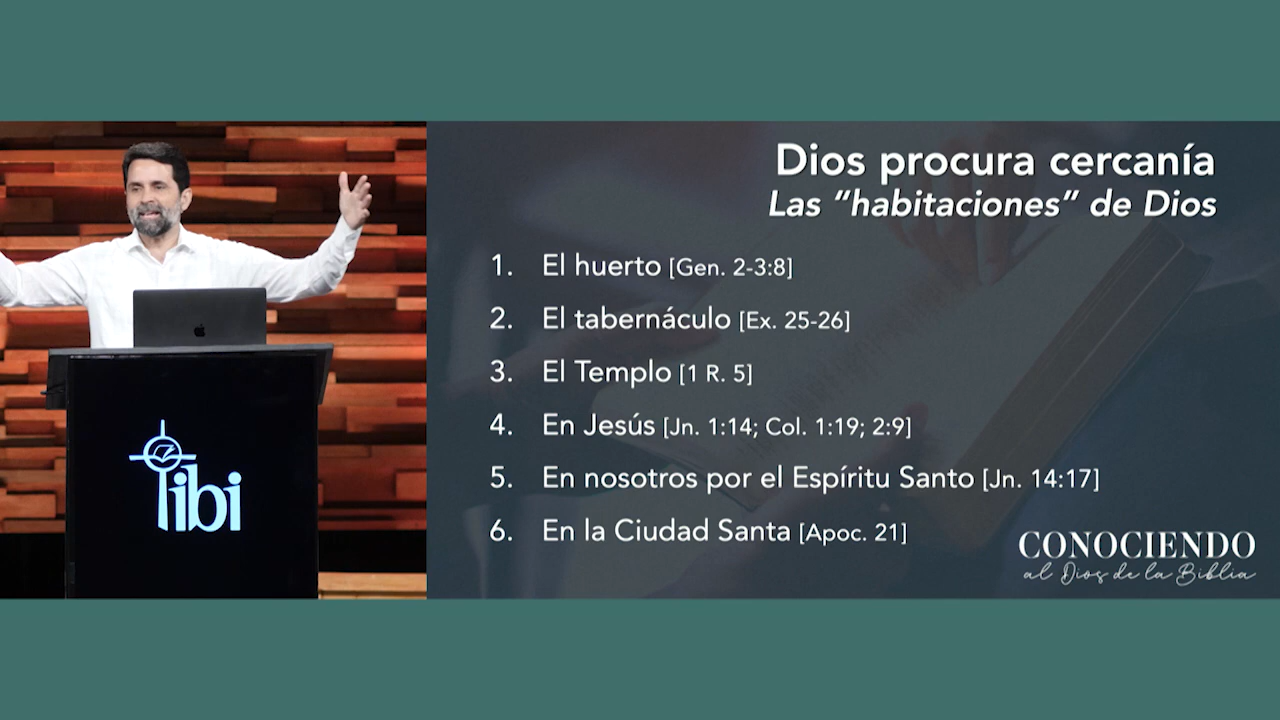 Dios procura cercanía
Las “habitaciones” de Dios
1. El huerto [Gen. 2-3:8]
2. El tabernáculo [Ex. 25-26]
3. El Templo [1 R. 5]
4. En Jesús [Jn. 1:14; Col. 1:19; 2:9]
5. En nosotros por el Espíritu Santo [Jn. 14:17]
6. En la Ciudad Santa [Apoc. 21]
ibi
CONOCIENDO
al Dios de la Biblia